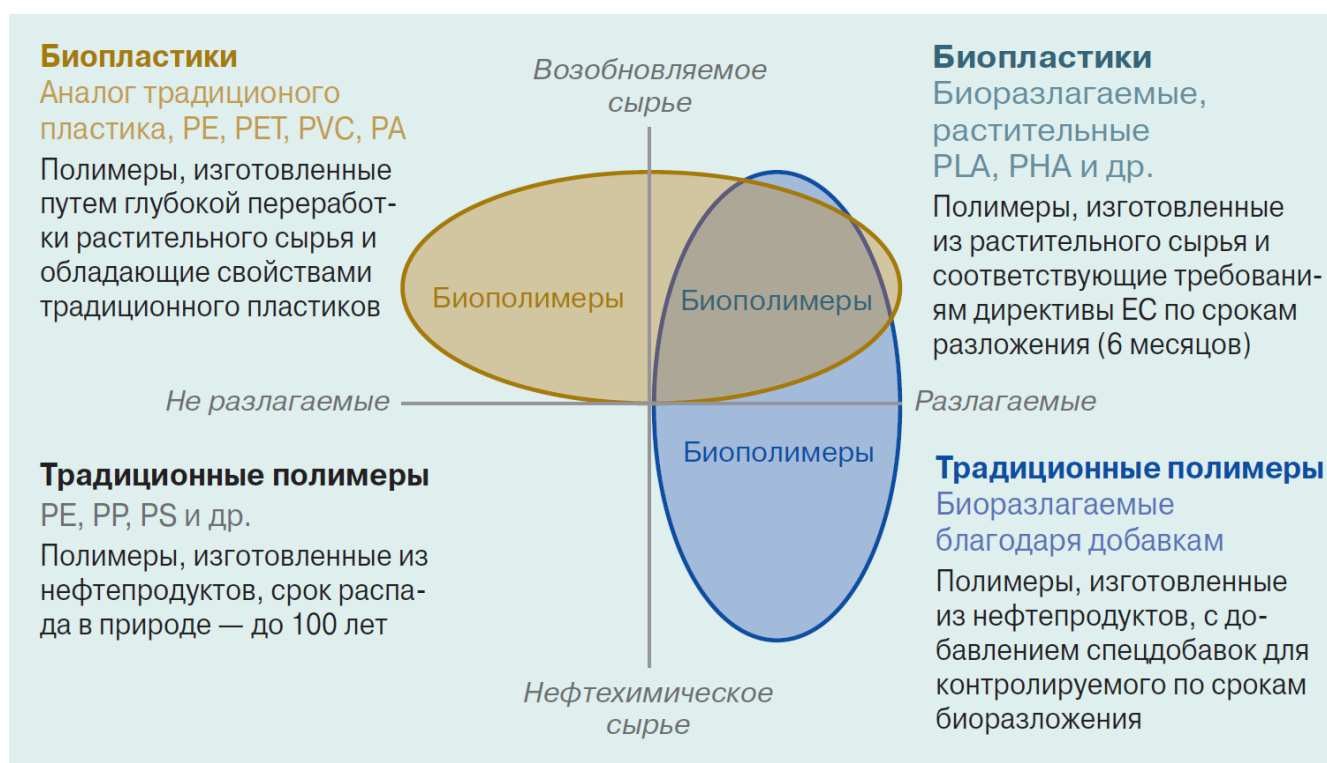 Биопластики
Аналог традиционого
пластика, PE, PET, PVC, PA
Полимеры, изготовленные
путем глубокой переработ-
ки растительного сырья и
обладающие свойствами
традиционного пластиков
Возобновляемое
сырье
Биопластики
Биоразлагаемые,
растительные
PLA, PHA и др.
Полимеры, изготовленные
из растительного сырья и
соответствующие требовани-
ям директивы ЕС по срокам
разложения (6 месяцов)
Биополимеры
Биополимеры
Не разлагаемые
Разлагаемые
Биополимеры
Традиционные полимеры
PE, PP, PS и др.
Полимеры, изготовленные из
нефтепродуктов, срок распа-
да в природе — до 100 лет
Традиционные полимеры
Биоразлагаемые
благодаря добавкам
Полимеры, изготовленные
из нефтепродуктов, с до-
бавлением спецдобавок для
контролируемого по срокам
биоразложения
Нефтехимическое
сырье